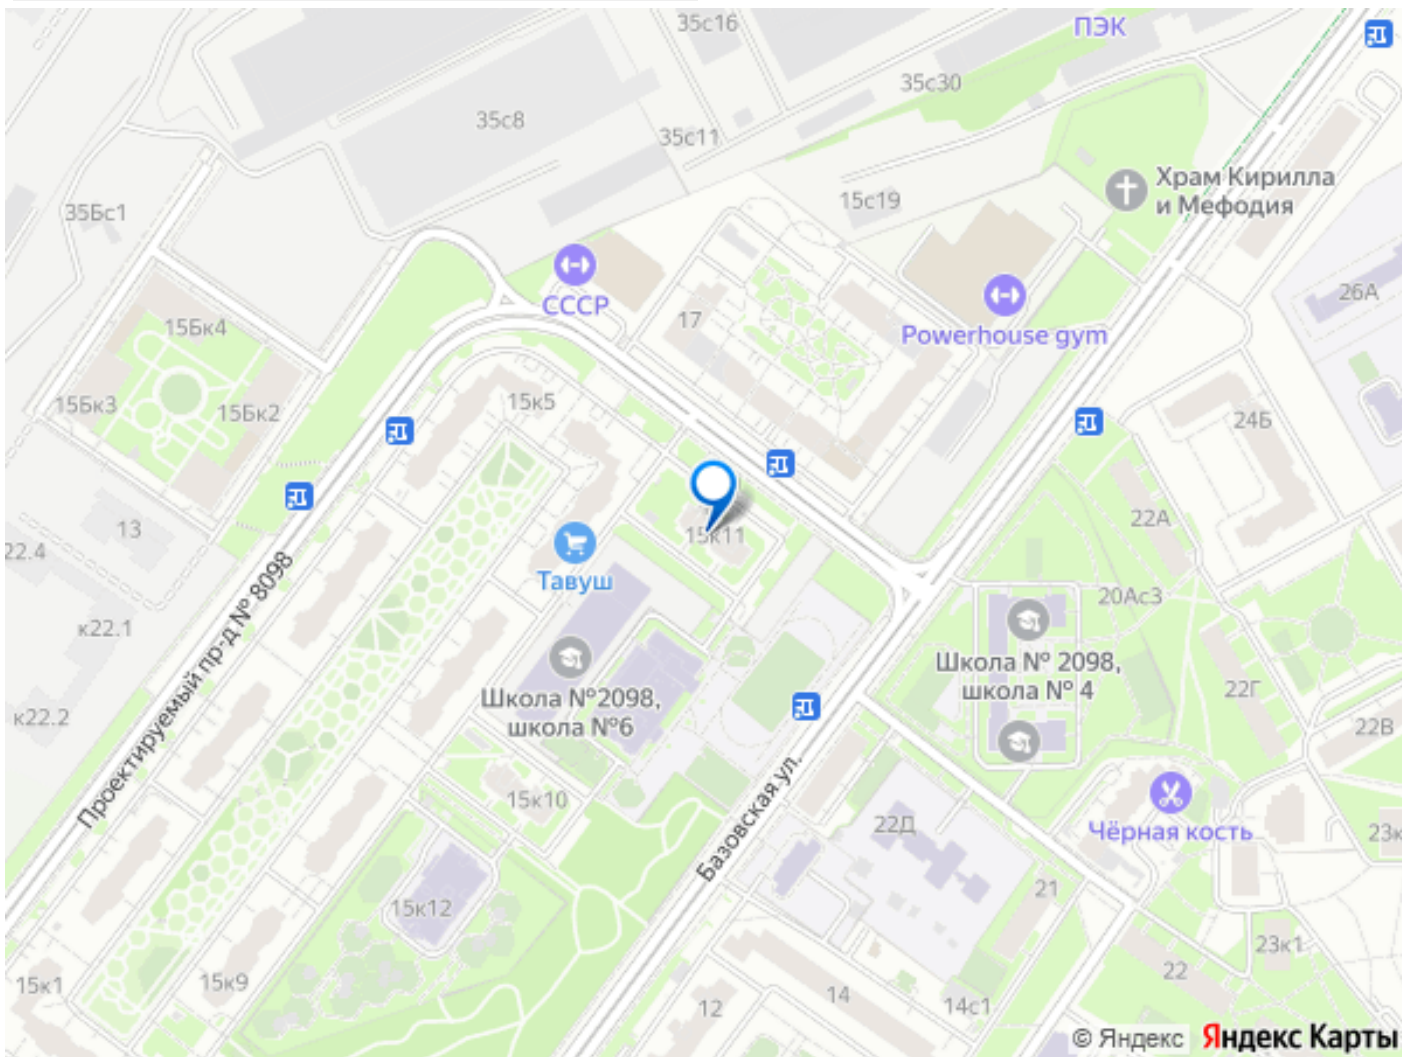 35с16
ПЭК
35с30
35с8
35с11
Храм Кирилла
и Мефодия
15с19
35Бс1
СССР
26А
17
Powerhouse gym
15Бк4
15Бк3
15Бк2
15к5
24Б
22А
13
22.4
15к11
Тавуш
20Ас3
к22.1
Проектируемый пр-д № 8098
Школа № 2098,
школа № 4
Школа №2098,
школа №6
22Г
к22.2
22В
15к10
Базовская ул.
22Д
Чёрная кость
23к
21
15к12
23к1
22
15к1
15к9
12
14
14с1
© Яндекс Яндекс Карты